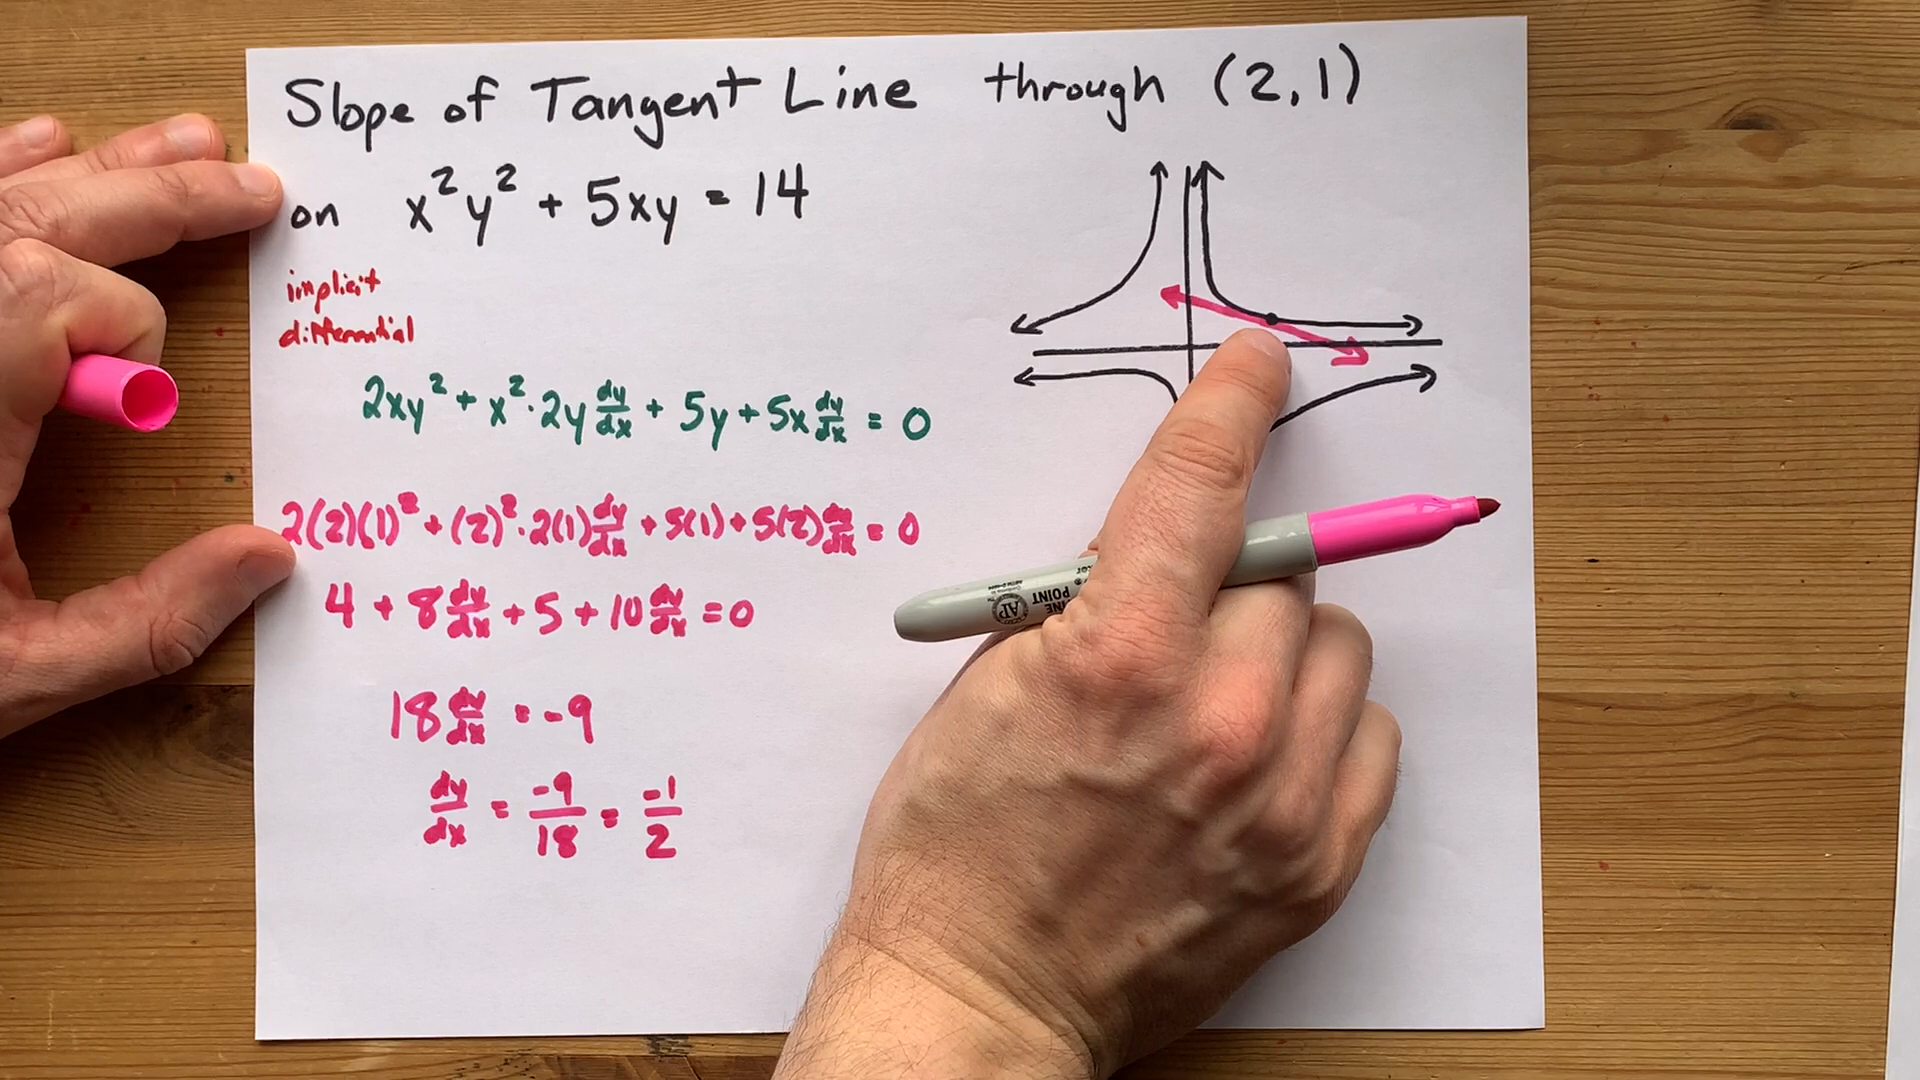 Slope of Tangent Line through (2,1)
on x²y² + 5xy = 14
implicit
differential
2xy² + x²·2y dy/dx + 5y + 5x dy/dx = 0
2(2)(1)² + (2)²·2(1) dy/dx + 5(1) + 5(2) dy/dx = 0
4 + 8 dy/dx + 5 + 10 dy/dx = 0
18 dy/dx = -9
dy/dx = -9/18 = -1/2
AP
POINT